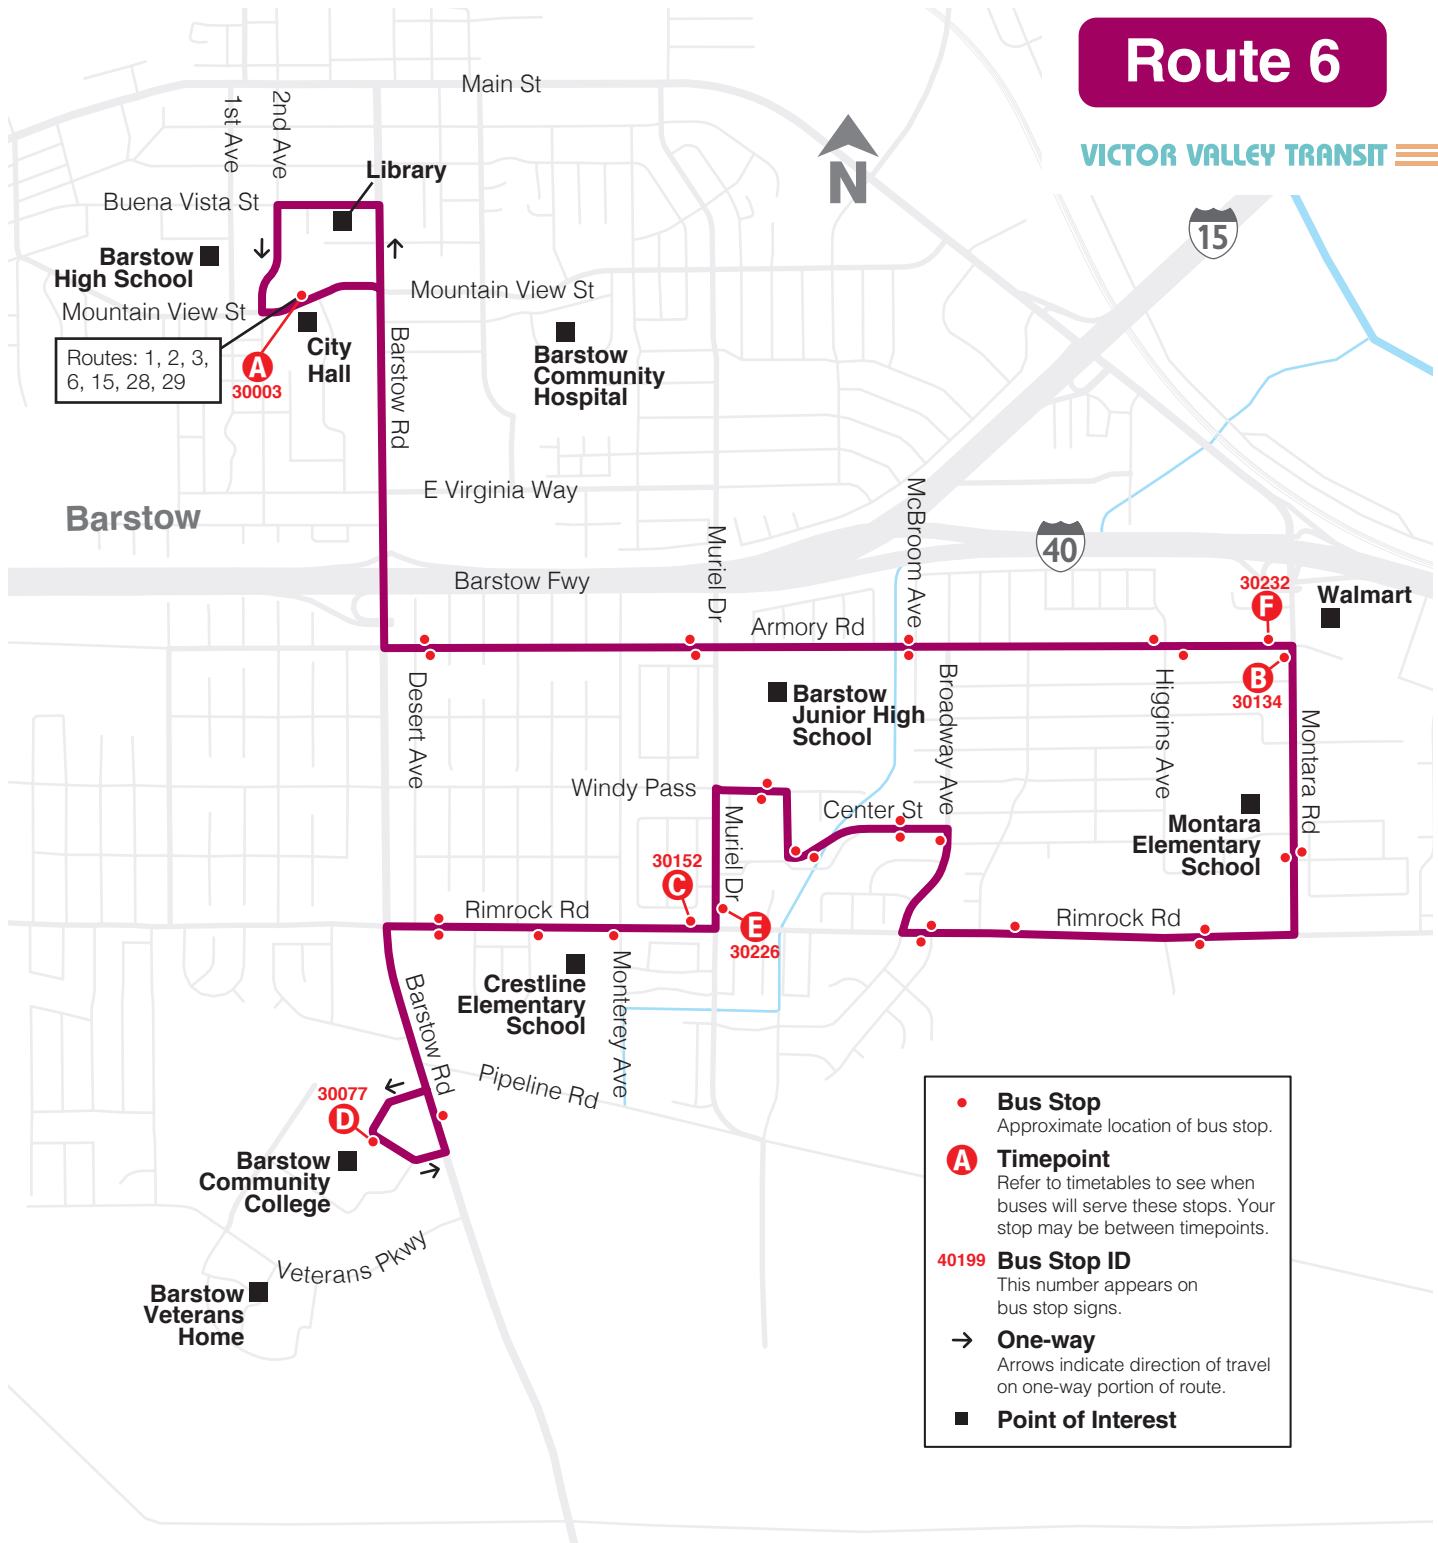 Route 6
VICTOR VALLEY TRANSIT
Main St
1st Ave
2nd Ave
Library
Buena Vista St
N
15
Barstow
High School
Mountain View St
Mountain View St
City
Hall
Routes: 1, 2, 3,
6, 15, 28, 29
A
30003
Barstow Rd
Barstow
Community
Hospital
E Virginia Way
Barstow
Muriel Dr
McBroom Ave
40
Barstow Fwy
30232
F
Walmart
Armory Rd
B
30134
Desert Ave
Barstow
Junior High
School
Broadway Ave
Higgins Ave
Montara Rd
Windy Pass
Muriel Dr
Center St
Montara
Elementary
School
30152
C
Rimrock Rd
E
30226
Rimrock Rd
Crestline
Elementary
School
Monterey Ave
Barstow Rd
Pipeline Rd
30077
D
Barstow
Community
College
Veterans Pkwy
Barstow
Veterans
Home
Bus Stop
Approximate location of bus stop.
A
Timepoint
Refer to timetables to see when
buses will serve these stops. Your
stop may be between timepoints.
40199 Bus Stop ID
This number appears on
bus stop signs.
One-way
Arrows indicate direction of travel
on one-way portion of route.
Point of Interest